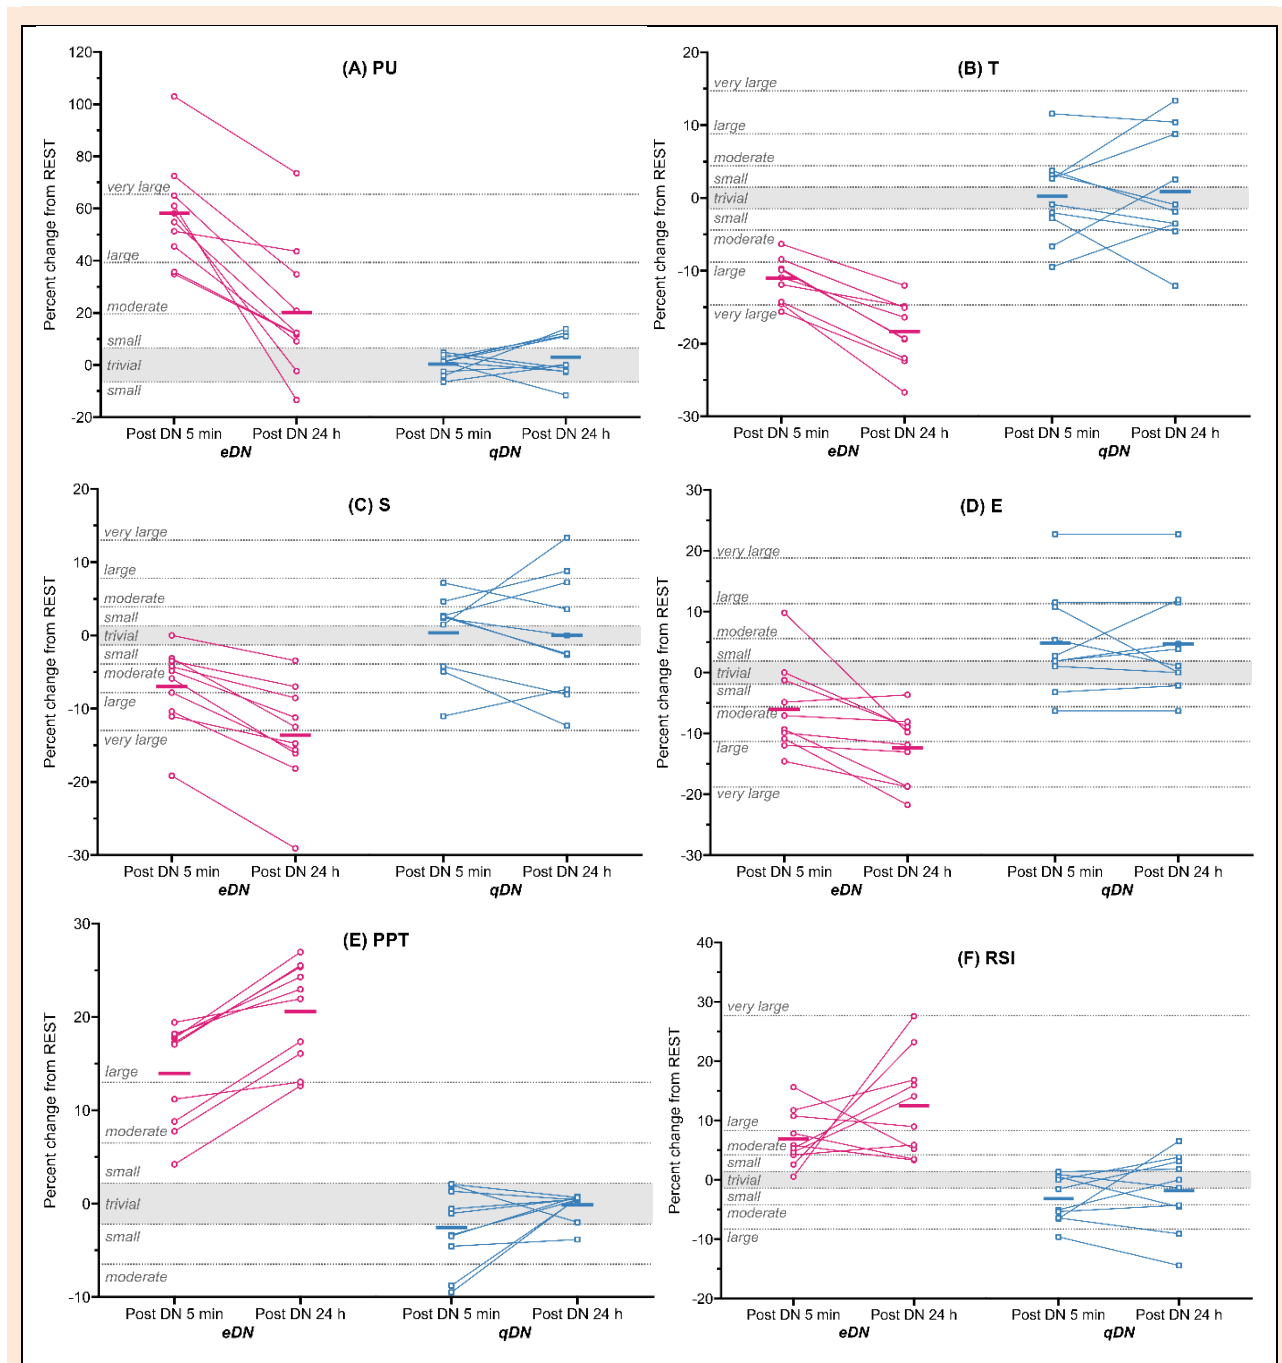 (A) PU
Percent change from REST
120
100
80
60
40
20
0
-20
very large
large
moderate
small
trivial
small
Post DN 5 min Post DN 24 h Post DN 5 min Post DN 24 h
eDN qDN
(B) T
Percent change from REST
20
10
0
-10
-20
-30
very large
large
moderate
small
trivial
small
moderate
large
very large
Post DN 5 min Post DN 24 h Post DN 5 min Post DN 24 h
eDN qDN
(C) S
Percent change from REST
20
10
0
-10
-20
-30
very large
large
moderate
small
trivial
small
moderate
large
very large
Post DN 5 min Post DN 24 h Post DN 5 min Post DN 24 h
eDN qDN
(D) E
Percent change from REST
30
20
10
0
-10
-20
-30
very large
large
moderate
small
trivial
small
moderate
large
very large
Post DN 5 min Post DN 24 h Post DN 5 min Post DN 24 h
eDN qDN
(E) PPT
Percent change from REST
30
20
10
0
-10
large
moderate
small
trivial
small
moderate
Post DN 5 min Post DN 24 h Post DN 5 min Post DN 24 h
eDN qDN
(F) RSI
Percent change from REST
40
30
20
10
0
-10
-20
very large
large
moderate
small
trivial
small
moderate
large
Post DN 5 min Post DN 24 h Post DN 5 min Post DN 24 h
eDN qDN